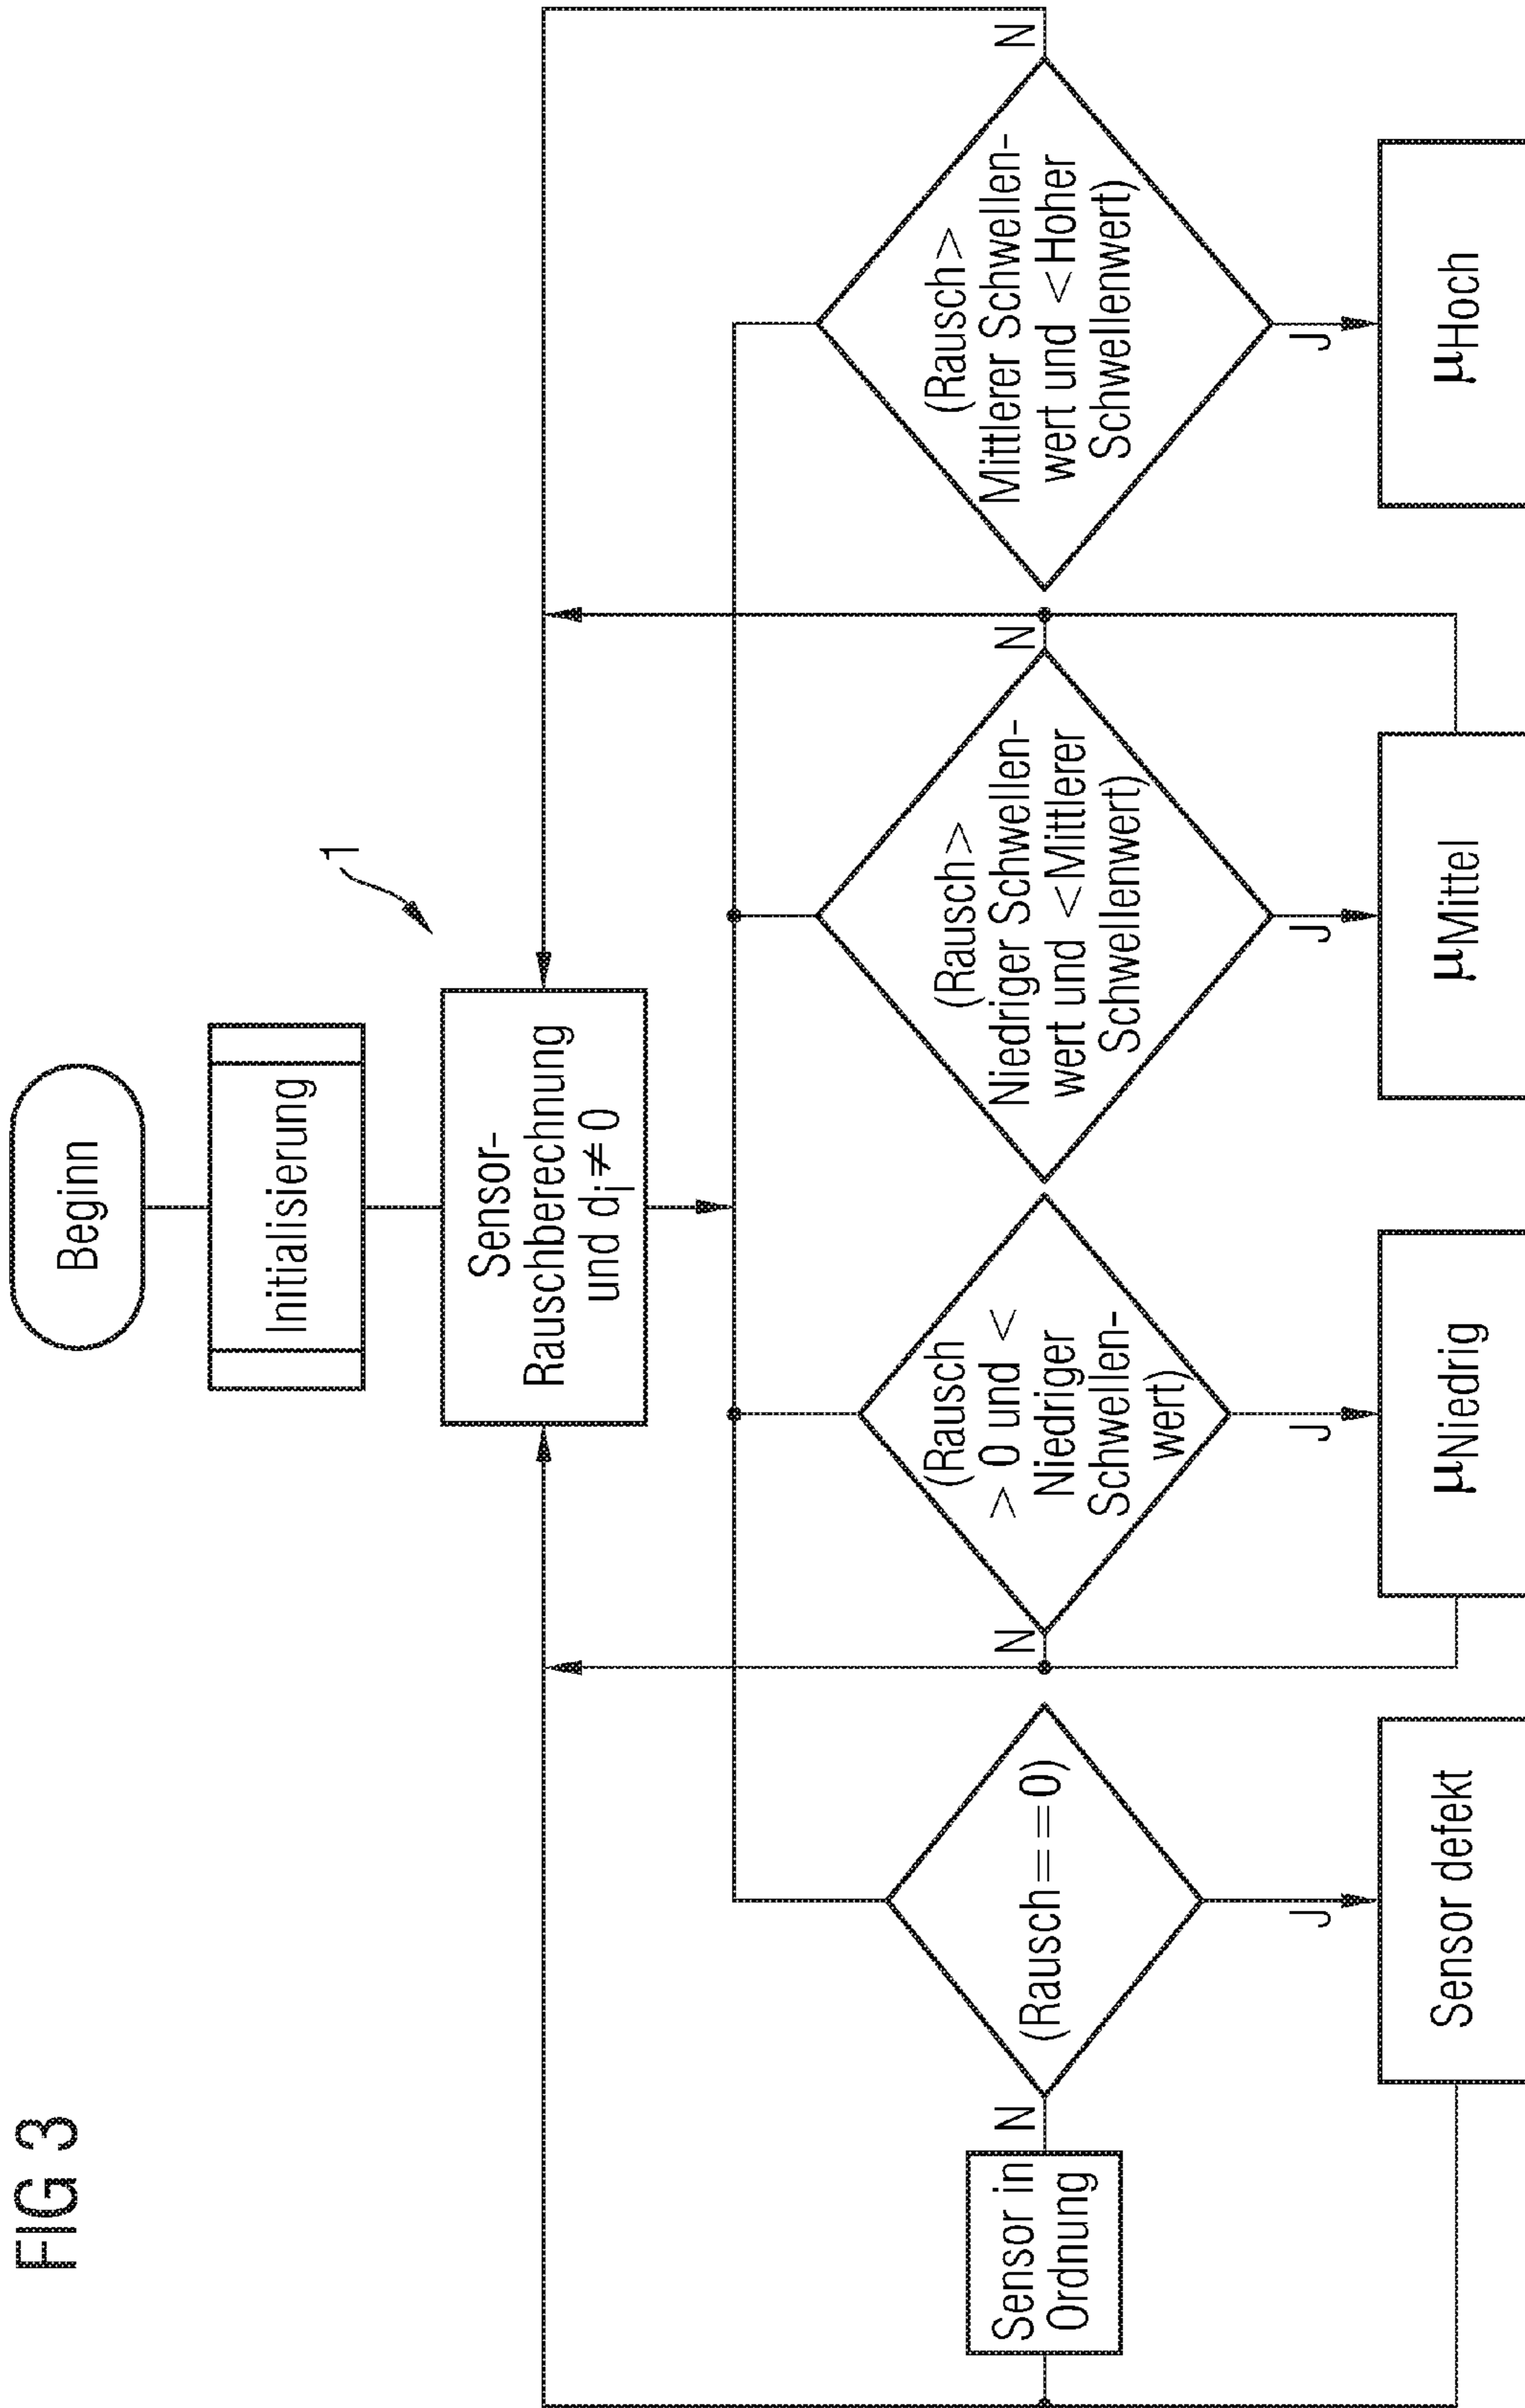 FIG 3
Beginn
Initialisierung
1
Sensor-
Rauschberechnung
und di ≠ 0
(Rausch==0)
N
J
Sensor in
Ordnung
Sensor defekt
(Rausch
> 0 und <
Niedriger
Schwellen-
wert)
N
J
µNiedrig
(Rausch>
Niedriger Schwellen-
wert und <Mittlerer
Schwellenwert)
N
J
µMittel
(Rausch>
Mittlerer Schwellen-
wert und <Hoher
Schwellenwert)
N
J
µHoch